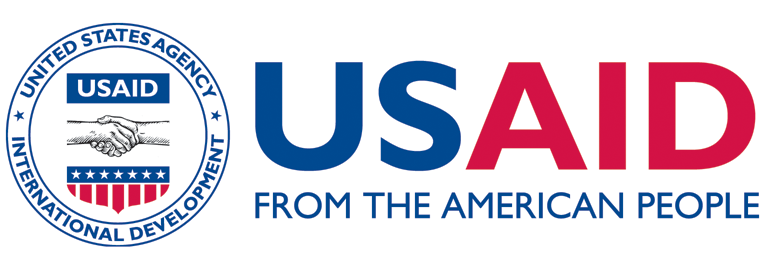 UNITED STATES AGENCY
USAID
INTERNATIONAL DEVELOPMENT
USAID
FROM THE AMERICAN PEOPLE